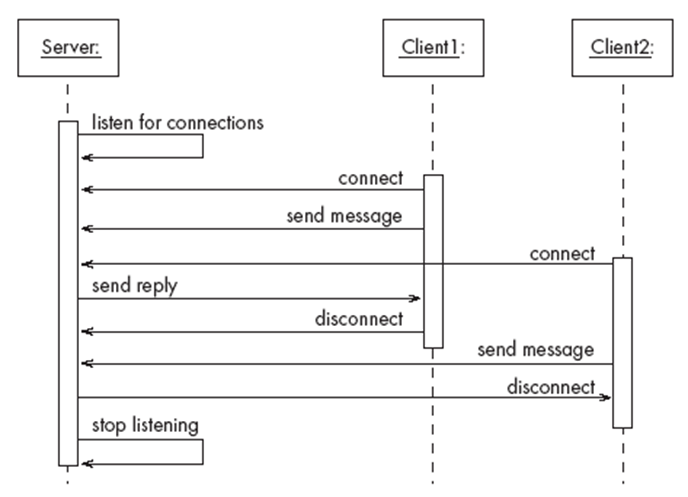 Server:
Client1:
Client2:
listen for connections
connect
send message
connect
send reply
disconnect
send message
disconnect
stop listening